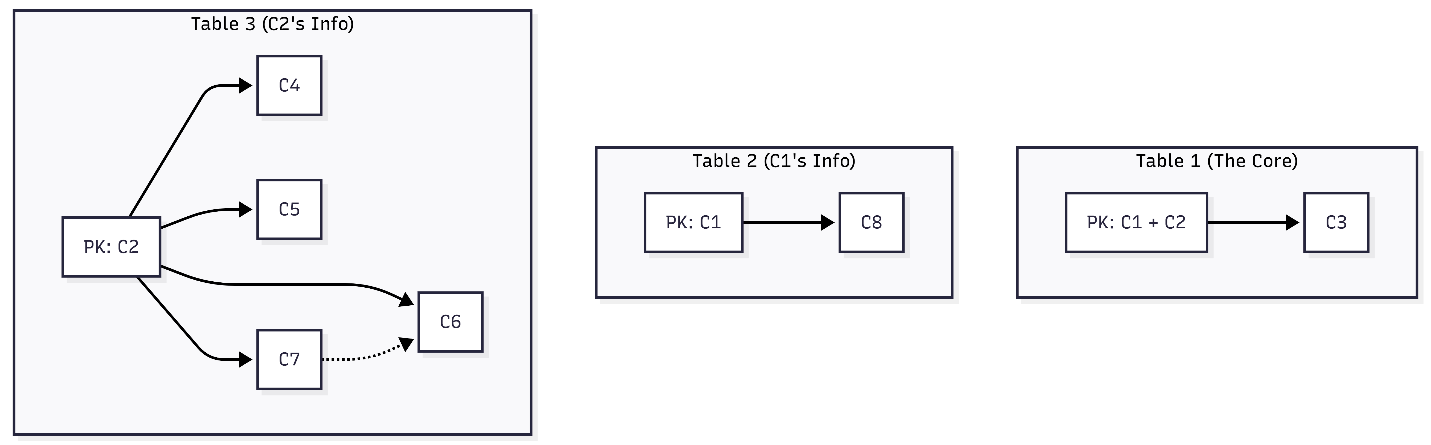 Table 3 (C2's Info)
C4
C5
PK: C2
C6
C7
Table 2 (C1's Info)
PK: C1
C8
Table 1 (The Core)
PK: C1 + C2
C3